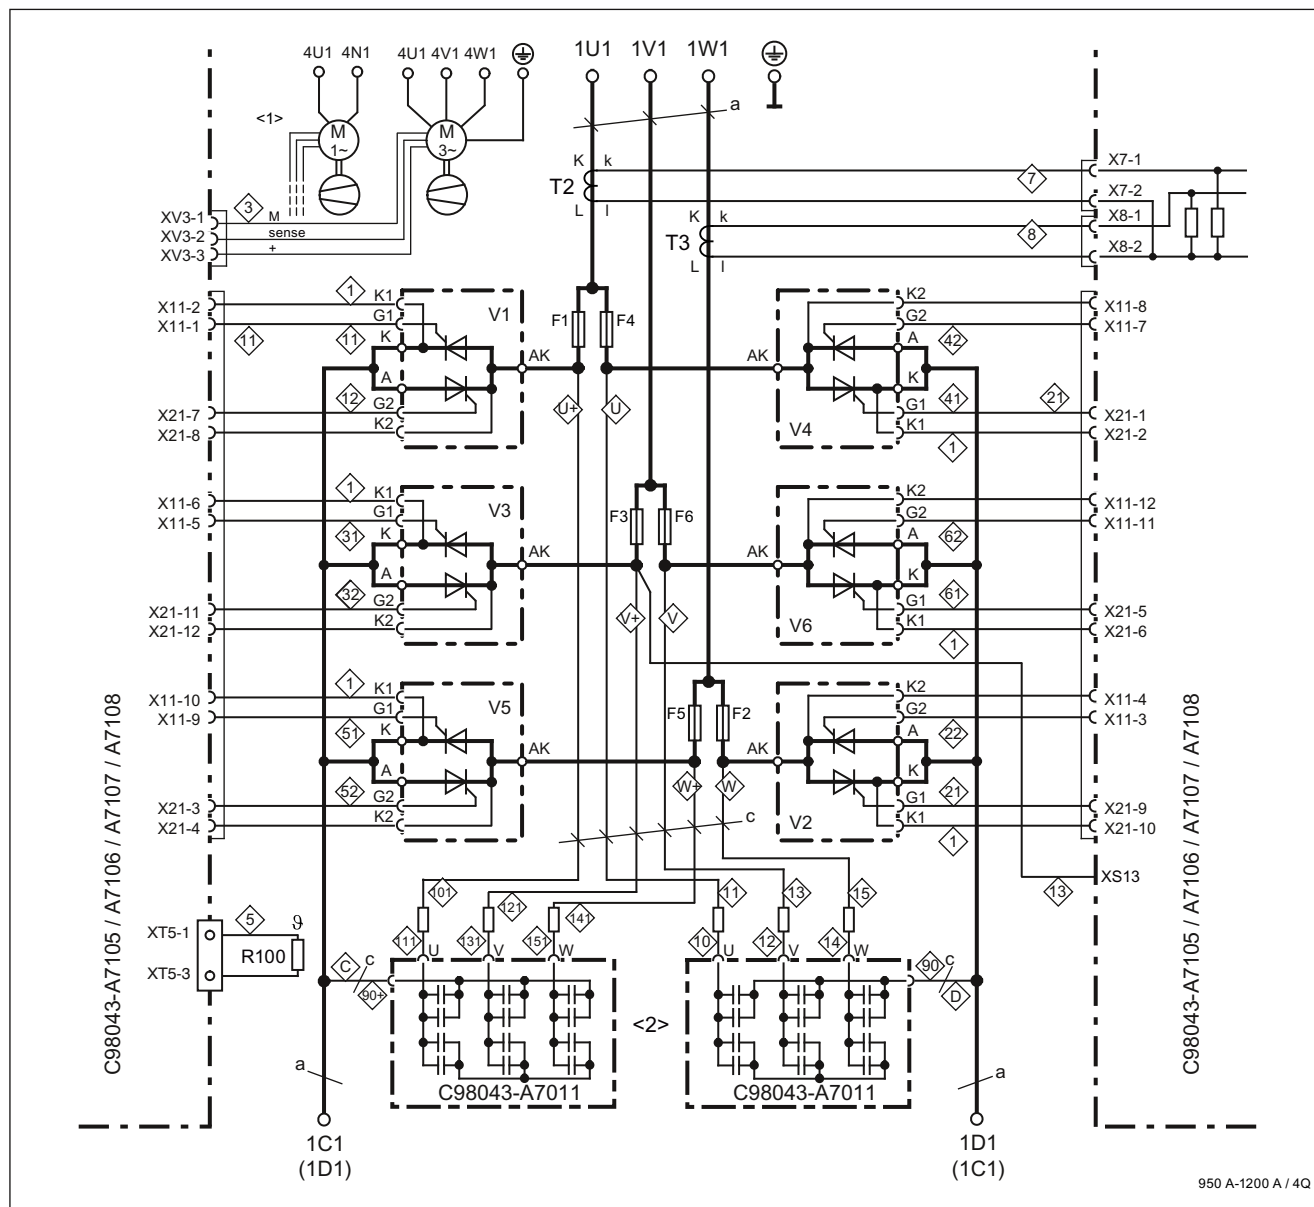 4U1 4N1 4U1 4V1 4W1 1U1 1V1 1W1
<1> M 1~ M 3~ a
K k
T2
L l
7
X7-1
X7-2
3
XV3-1 M
XV3-2 sense
XV3-3 +
K k
T3
L l
8
X8-1
X8-2
X11-2 1 K1 V1 F1 F4 K2 X11-8
X11-1 11 11 G1 G2 X11-7
K AK AK A 42
A K
12 U+ U 41 21
X21-7 G2 G1 X21-1
X21-8 K2 V4 K1 1 X21-2
X11-6 1 K1 V3 F3 F6 K2 X11-12
X11-5 31 G1 G2 X11-11
K AK AK A 62
A K
32 V+ V 61
X21-11 G2 G1 X21-5
X21-12 K2 V6 K1 1 X21-6
X11-10 1 K1 V5 F5 F2 K2 X11-4
X11-9 51 G1 G2 X11-3
K AK AK A 22
A K
52 W+ W 21
X21-3 G2 G1 X21-9
X21-4 K2 c V2 K1 1 X21-10
13 XS13
C98043-A7105 / A7106 / A7107 / A7108
C98043-A7105 / A7106 / A7107 / A7108
101 121 141 11 13 15
XT5-1 5 ϑ
R100
XT5-3
111 U 131 V 151 W 10 U 12 V 14 W
C c 90+ 90 c D
<2>
C98043-A7011 C98043-A7011
a a
1C1
(1D1)
1D1
(1C1)
950 A-1200 A / 4Q